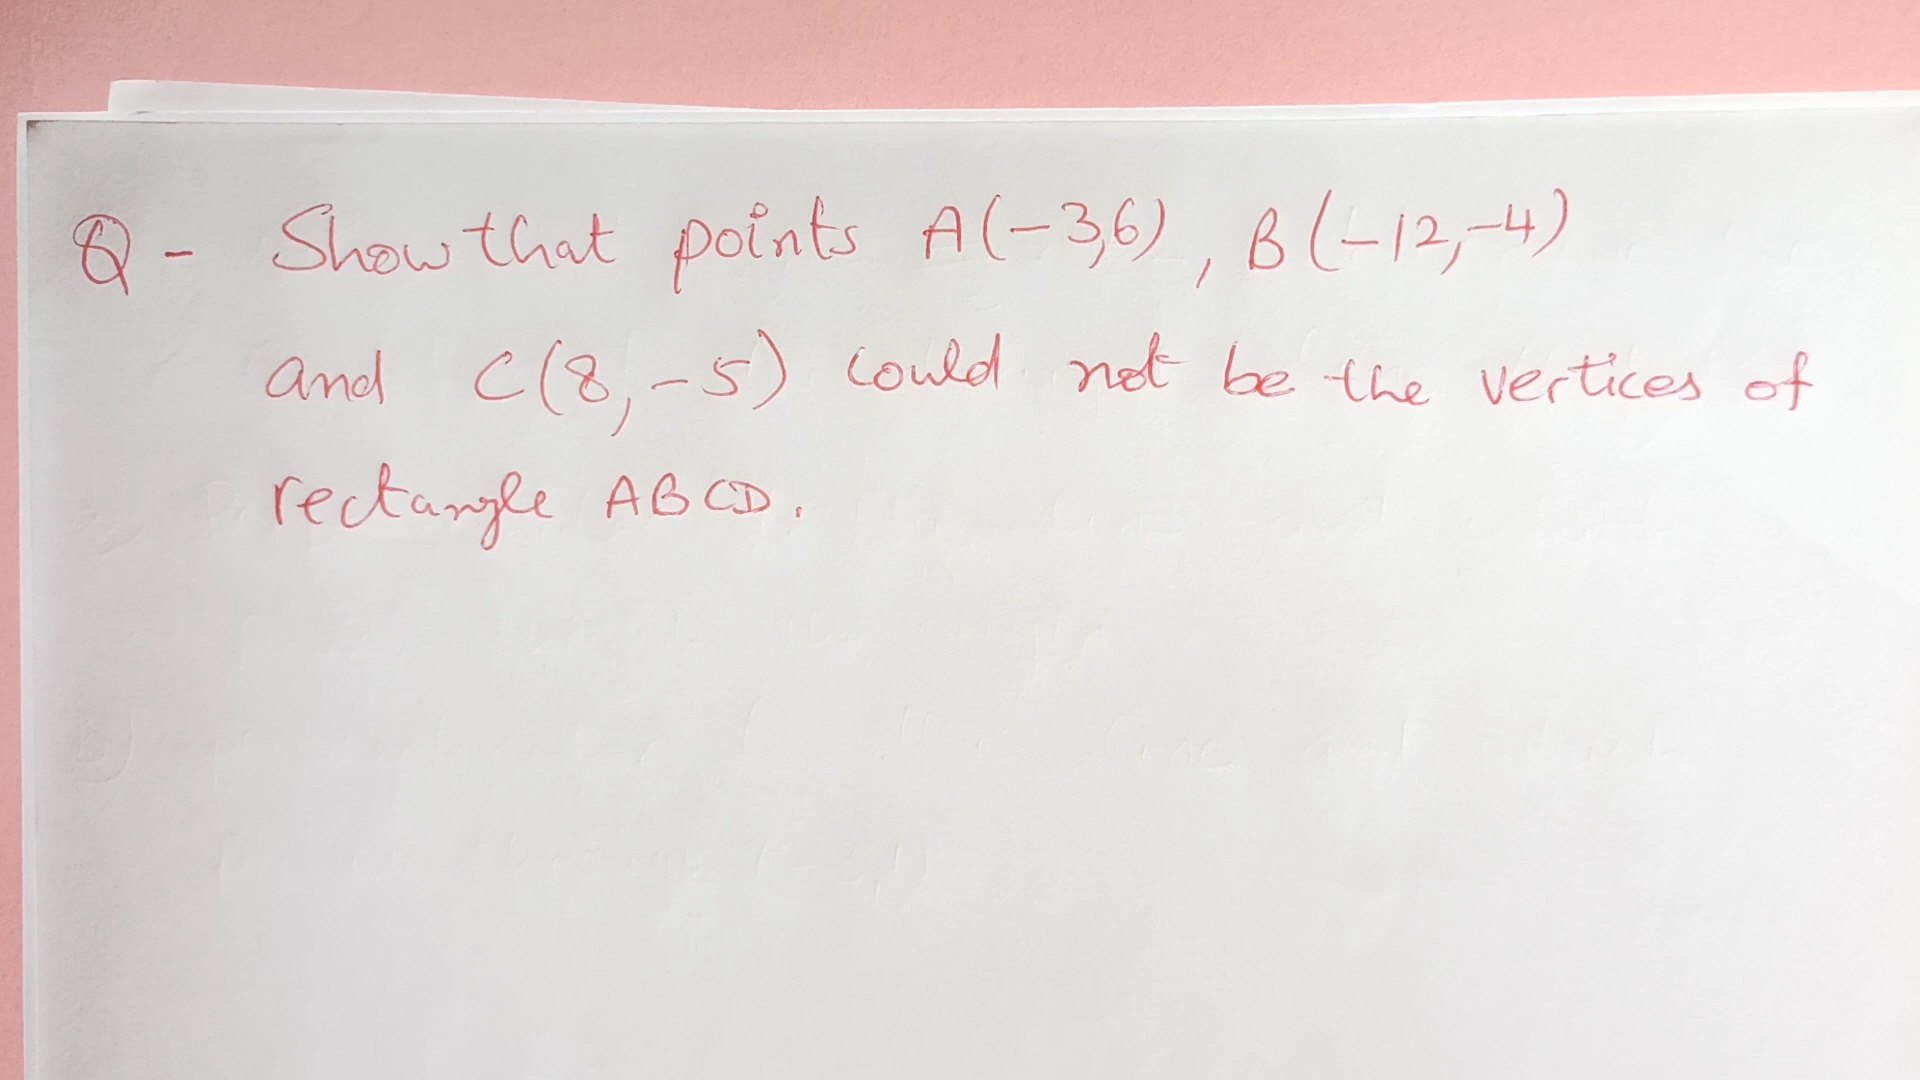 Q - Show that points A(-3,6), B(-12,-4)
and C(8,-5) could not be the vertices of
rectangle ABCD.